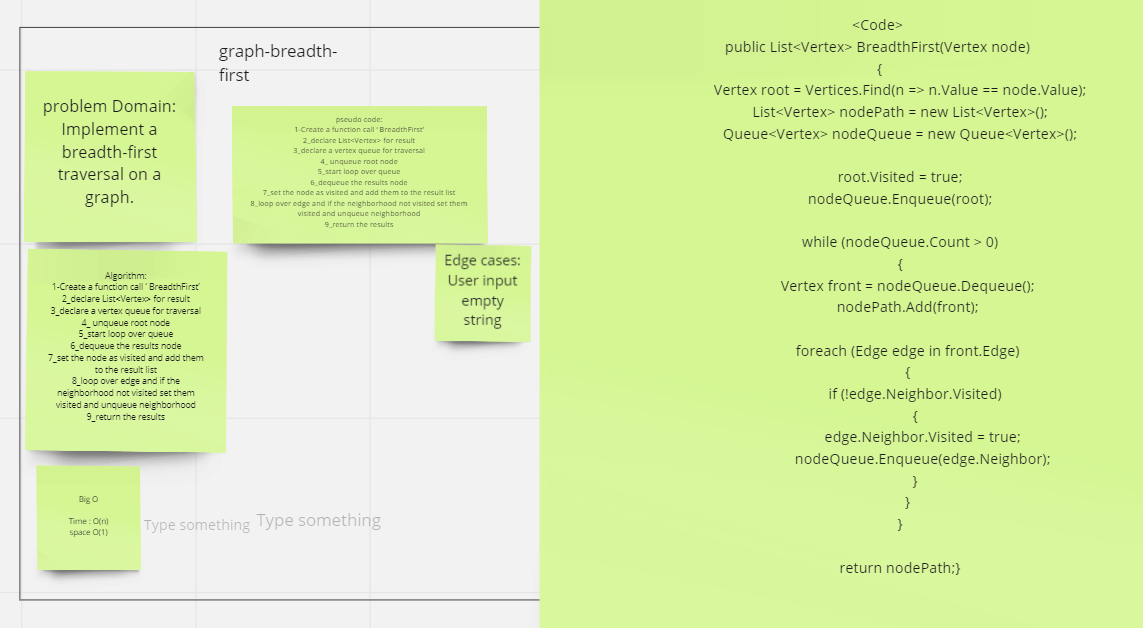 graph-breadth-
first
problem Domain:
Implement a
breadth-first
traversal on a
graph.
pseudo code:
1-Create a function call ' BreadthFirst'
2_declare List<Vertex> for result
3_declare a vertex queue for traversal
4_ unqueue root node
5_start loop over queue
6_dequeue the results node
7_set the node as visited and add them to the result list
8_loop over edge and if the neighborhood not visited set them
visited and unqueue neighborhood
9_return the results
Edge cases:
User input
empty
string
Algorithm:
1-Create a function call ' BreadthFirst'
2_declare List<Vertex> for result
3_declare a vertex queue for traversal
4_ unqueue root node
5_start loop over queue
6_dequeue the results node
7_set the node as visited and add them
to the result list
8_loop over edge and if the
neighborhood not visited set them
visited and unqueue neighborhood
9_return the results
Big O
Time : O(n)
space O(1)
Type something
Type something
<Code>
public List<Vertex> BreadthFirst(Vertex node)
{
Vertex root = Vertices.Find(n => n.Value == node.Value);
List<Vertex> nodePath = new List<Vertex>();
Queue<Vertex> nodeQueue = new Queue<Vertex>();
root.Visited = true;
nodeQueue.Enqueue(root);
while (nodeQueue.Count > 0)
{
Vertex front = nodeQueue.Dequeue();
nodePath.Add(front);
foreach (Edge edge in front.Edge)
{
if (!edge.Neighbor.Visited)
{
edge.Neighbor.Visited = true;
nodeQueue.Enqueue(edge.Neighbor);
}
}
}
return nodePath;}